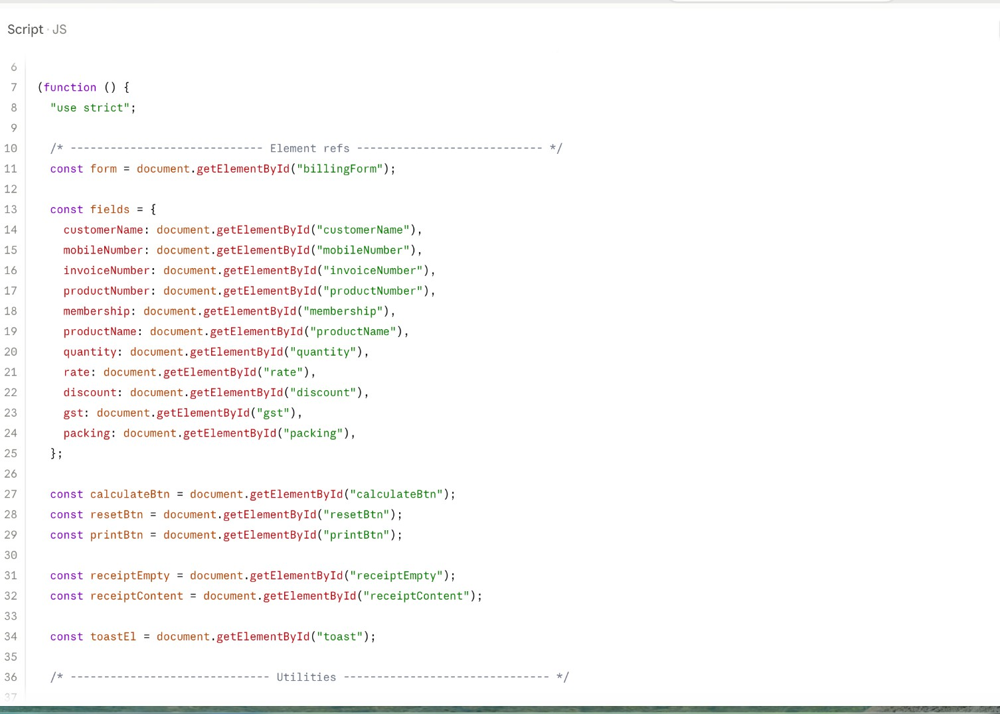 Script · JS
6
7 (function () {
8 "use strict";
9
10 /* ----------------------------- Element refs ---------------------------- */
11 const form = document.getElementById("billingForm");
12
13 const fields = {
14 customerName: document.getElementById("customerName"),
15 mobileNumber: document.getElementById("mobileNumber"),
16 invoiceNumber: document.getElementById("invoiceNumber"),
17 productNumber: document.getElementById("productNumber"),
18 membership: document.getElementById("membership"),
19 productName: document.getElementById("productName"),
20 quantity: document.getElementById("quantity"),
21 rate: document.getElementById("rate"),
22 discount: document.getElementById("discount"),
23 gst: document.getElementById("gst"),
24 packing: document.getElementById("packing"),
25 };
26
27 const calculateBtn = document.getElementById("calculateBtn");
28 const resetBtn = document.getElementById("resetBtn");
29 const printBtn = document.getElementById("printBtn");
30
31 const receiptEmpty = document.getElementById("receiptEmpty");
32 const receiptContent = document.getElementById("receiptContent");
33
34 const toastEl = document.getElementById("toast");
35
36 /* ------------------------------ Utilities ------------------------------- */
37